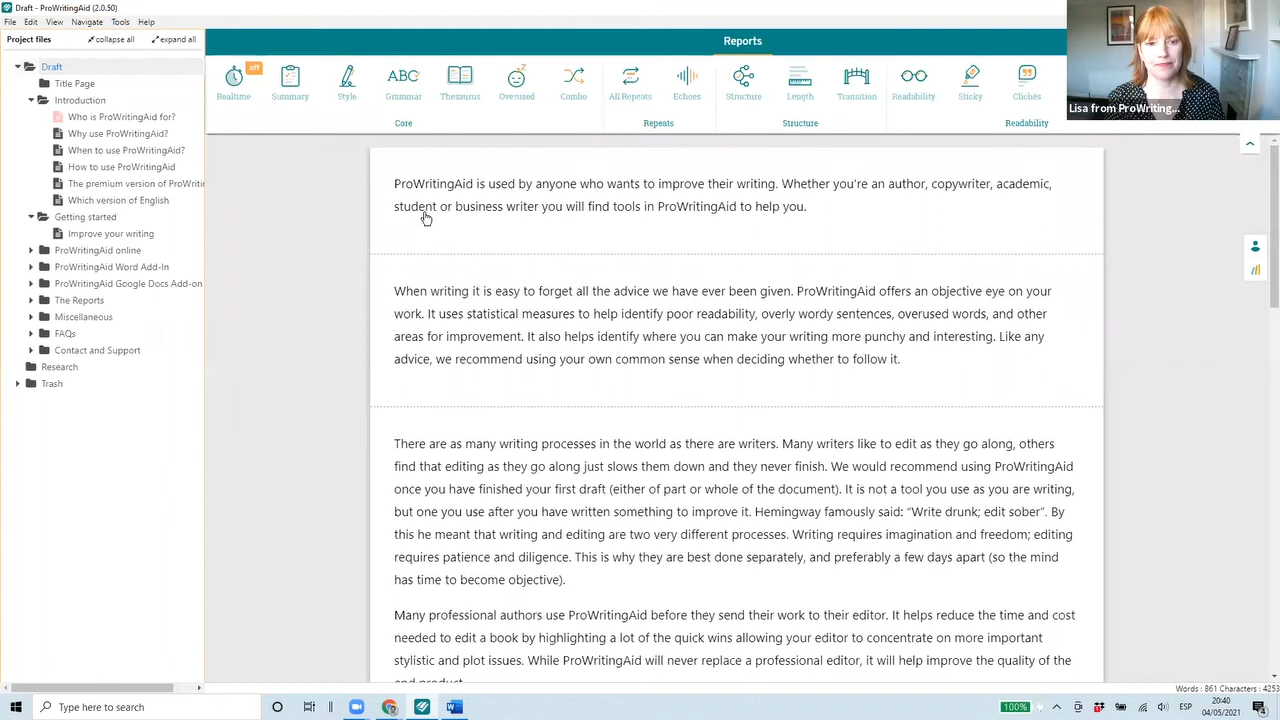 Draft - ProWritingAid (2.0.50)
File Edit View Navigate Tools Help
Project files collapse all expand all
Reports
Draft
Title Page
Introduction
Who is ProWritingAid for?
Why use ProWritingAid?
When to use ProWritingAid?
How to use ProWritingAid
The premium version of ProWritin
Which version of English
Getting started
Improve your writing
ProWritingAid online
ProWritingAid Word Add-In
ProWritingAid Google Docs Add-on
The Reports
Miscellaneous
FAQs
Contact and Support
Research
Trash
off
Realtime Summary Style Grammar Thesaurus Overused Combo All Repeats Echoes Structure Length Transition Readability Sticky Clichés
ABC
Core Repeats Structure Readability
Lisa from ProWriting...
ProWritingAid is used by anyone who wants to improve their writing. Whether you're an author, copywriter, academic,
student or business writer you will find tools in ProWritingAid to help you.
When writing it is easy to forget all the advice we have ever been given. ProWritingAid offers an objective eye on your
work. It uses statistical measures to help identify poor readability, overly wordy sentences, overused words, and other
areas for improvement. It also helps identify where you can make your writing more punchy and interesting. Like any
advice, we recommend using your own common sense when deciding whether to follow it.
There are as many writing processes in the world as there are writers. Many writers like to edit as they go along, others
find that editing as they go along just slows them down and they never finish. We would recommend using ProWritingAid
once you have finished your first draft (either of part or whole of the document). It is not a tool you use as you are writing,
but one you use after you have written something to improve it. Hemingway famously said: “Write drunk; edit sober”. By
this he meant that writing and editing are two very different processes. Writing requires imagination and freedom; editing
requires patience and diligence. This is why they are best done separately, and preferably a few days apart (so the mind
has time to become objective).
Many professional authors use ProWritingAid before they send their work to their editor. It helps reduce the time and cost
needed to edit a book by highlighting a lot of the quick wins allowing your editor to concentrate on more important
stylistic and plot issues. While ProWritingAid will never replace a professional editor, it will help improve the quality of the
end product.
Words : 861 Characters : 4253
Type here to search
100%
ESP
20:40
04/05/2021